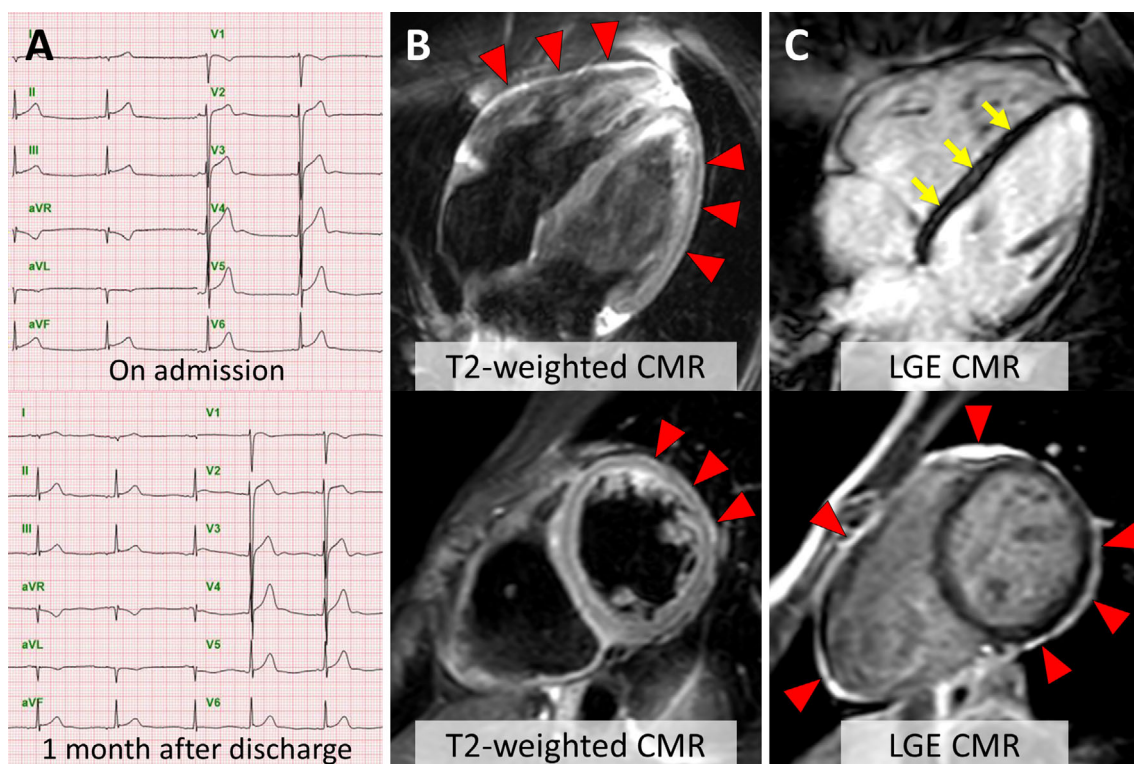 A
I
V1
II
V2
III
V3
aVR
V4
aVL
V5
aVF
V6
On admission
I
V1
II
V2
III
V3
aVR
V4
aVL
V5
aVF
V6
1 month after discharge
B
T2-weighted CMR
T2-weighted CMR
C
LGE CMR
LGE CMR